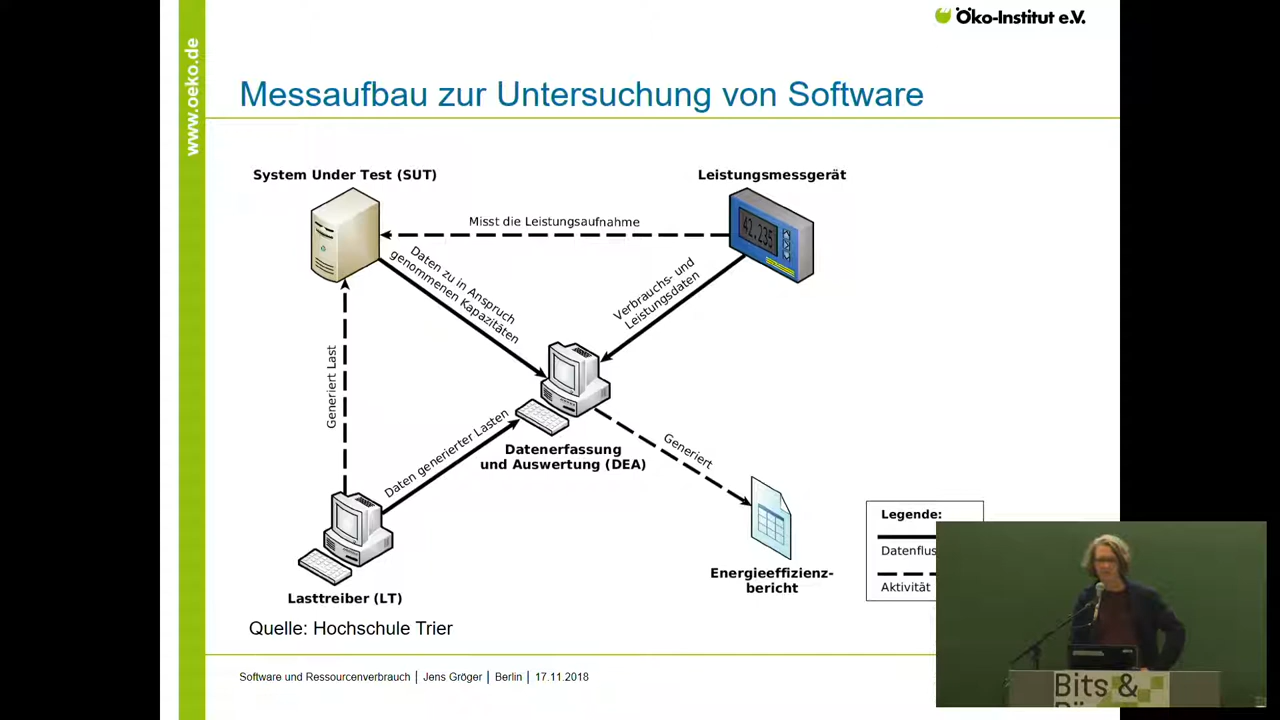 Öko-Institut e.V.
www.oeko.de
Messaufbau zur Untersuchung von Software
System Under Test (SUT)
Leistungsmessgerät
Misst die Leistungsaufnahme
42.235
Daten zu in Anspruch
genommenen Kapazitäten
Verbrauchs- und
Leistungsdaten
Generiert Last
Daten generierter Lasten
Datenerfassung
und Auswertung (DEA)
Generiert
Lasttreiber (LT)
Energieeffizienz-
bericht
Legende:
Datenflus
Aktivität
Quelle: Hochschule Trier
Software und Ressourcenverbrauch | Jens Gröger | Berlin | 17.11.2018
Bits &